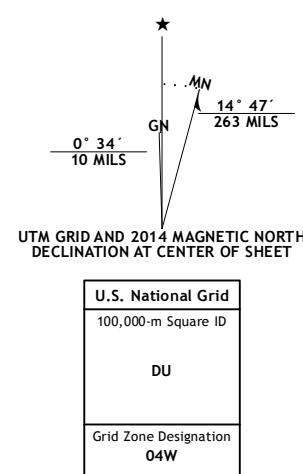 ★
MN
GN
0° 34´
10 MILS
14° 47´
263 MILS
UTM GRID AND 2014 MAGNETIC NORTH
DECLINATION AT CENTER OF SHEET
U.S. National Grid
100,000-m Square ID
DU
Grid Zone Designation
04W